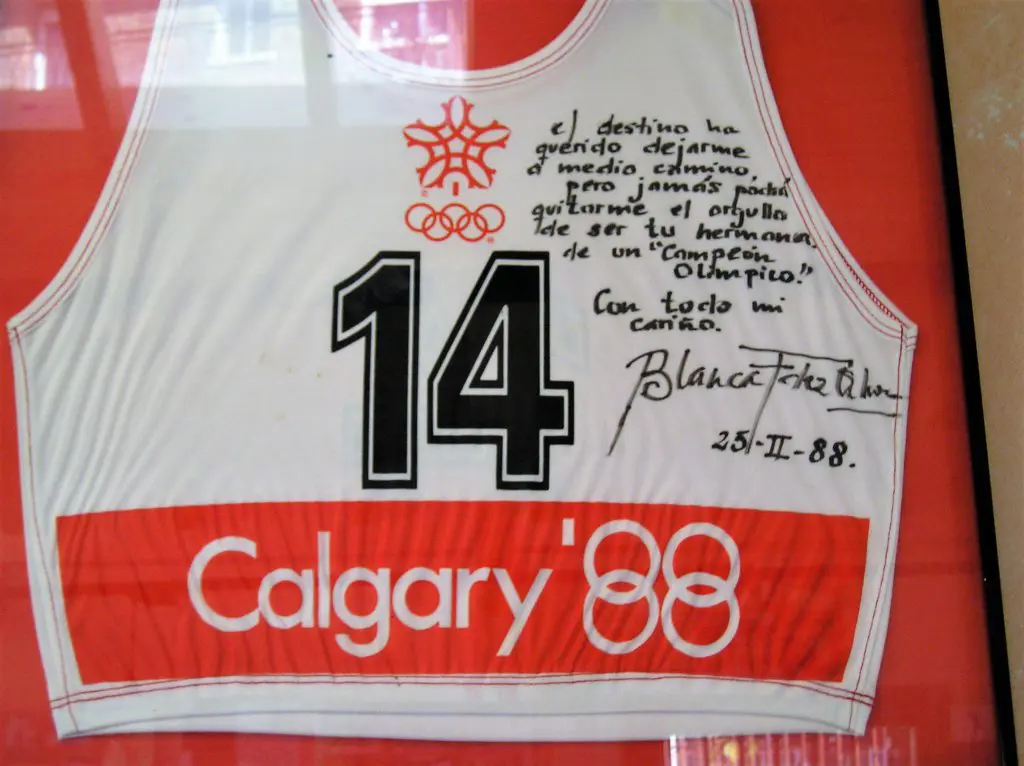 el destino ha
querido dejarme
a medio camino,
pero jamás podrá
quitarme el orgullo
de ser tu hermana.
de un "Campeón
Olímpico."
Con todo mi
cariño.
Blanca Fdez Ochoa
25-II-88.
14
Calgary '88